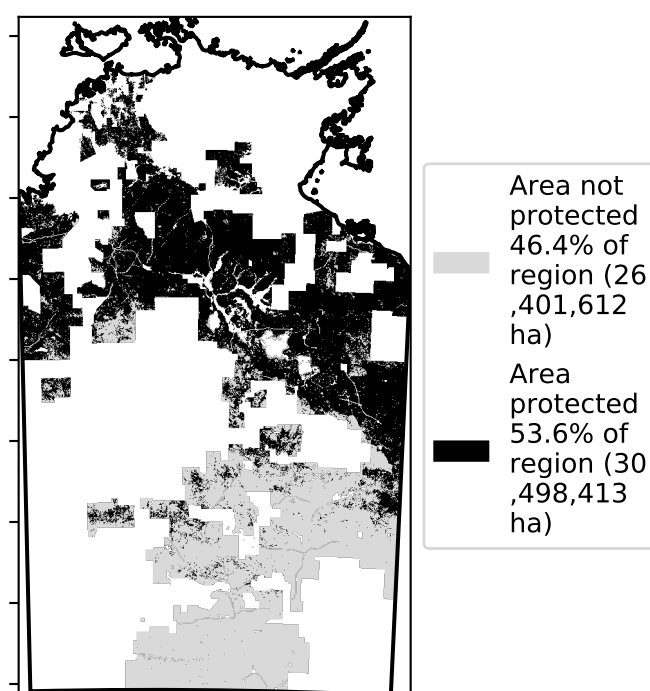 Area not
protected
46.4% of
region (26
,401,612
ha)
Area
protected
53.6% of
region (30
,498,413
ha)